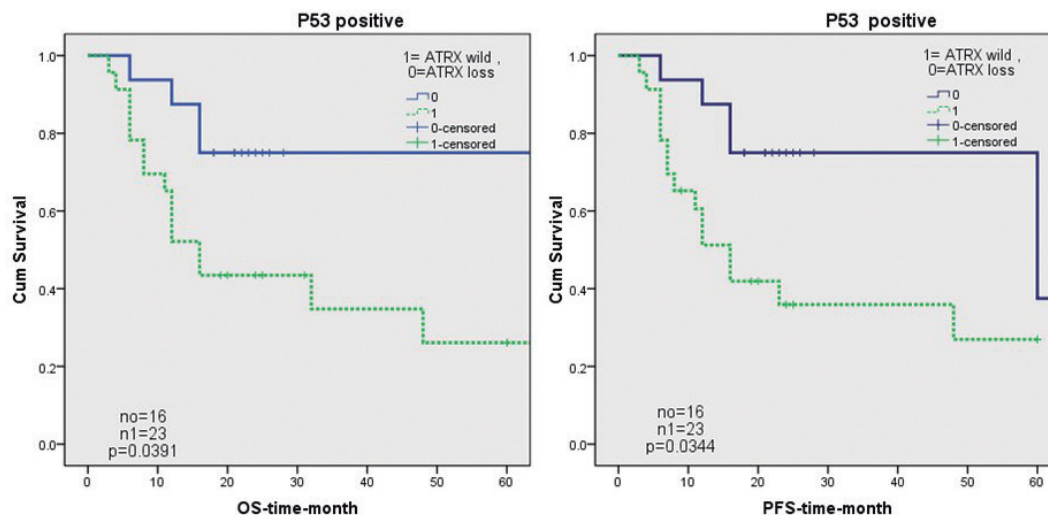 P53 positive
1= ATRX wild ,
0=ATRX loss
0
1
0-censored
1-censored
1.0
0.8
0.6
0.4
0.2
0.0
Cum Survival
no=16
n1=23
p=0.0391
0 10 20 30 40 50 60
OS-time-month
P53 positive
1= ATRX wild ,
0=ATRX loss
0
1
0-censored
1-censored
1.0
0.8
0.6
0.4
0.2
0.0
Cum Survival
no=16
n1=23
p=0.0344
0 10 20 30 40 50 60
PFS-time-month